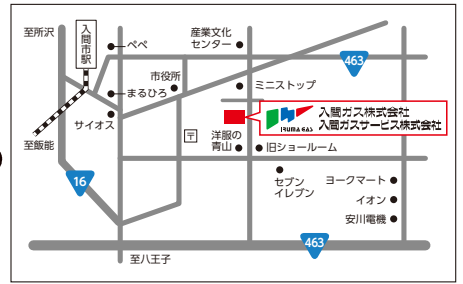 至所沢
入間市駅
ぺぺ
産業文化
センター
463
市役所
ミニストップ
まるひろ
サイオス
入間ガス株式会社
入間ガスサービス株式会社
IRUMA GAS
〒
至飯能
洋服の
青山
旧ショールーム
16
セブン
イレブン
ヨークマート
イオン
安川電機
463
至八王子